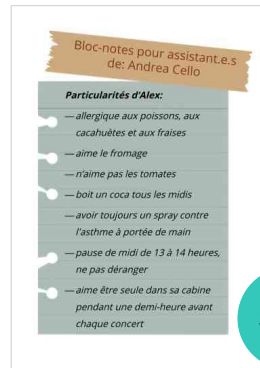 Bloc-notes pour assistant.e.s
de: Andrea Cello
Particularités d'Alex:
— allergique aux poissons, aux
cacahuètes et aux fraises
— aime le fromage
— n'aime pas les tomates
— boit un coca tous les midis
— avoir toujours un spray contre
l'asthme à portée de main
— pause de midi de 13 à 14 heures,
ne pas déranger
— aime être seule dans sa cabine
pendant une demi-heure avant
chaque concert